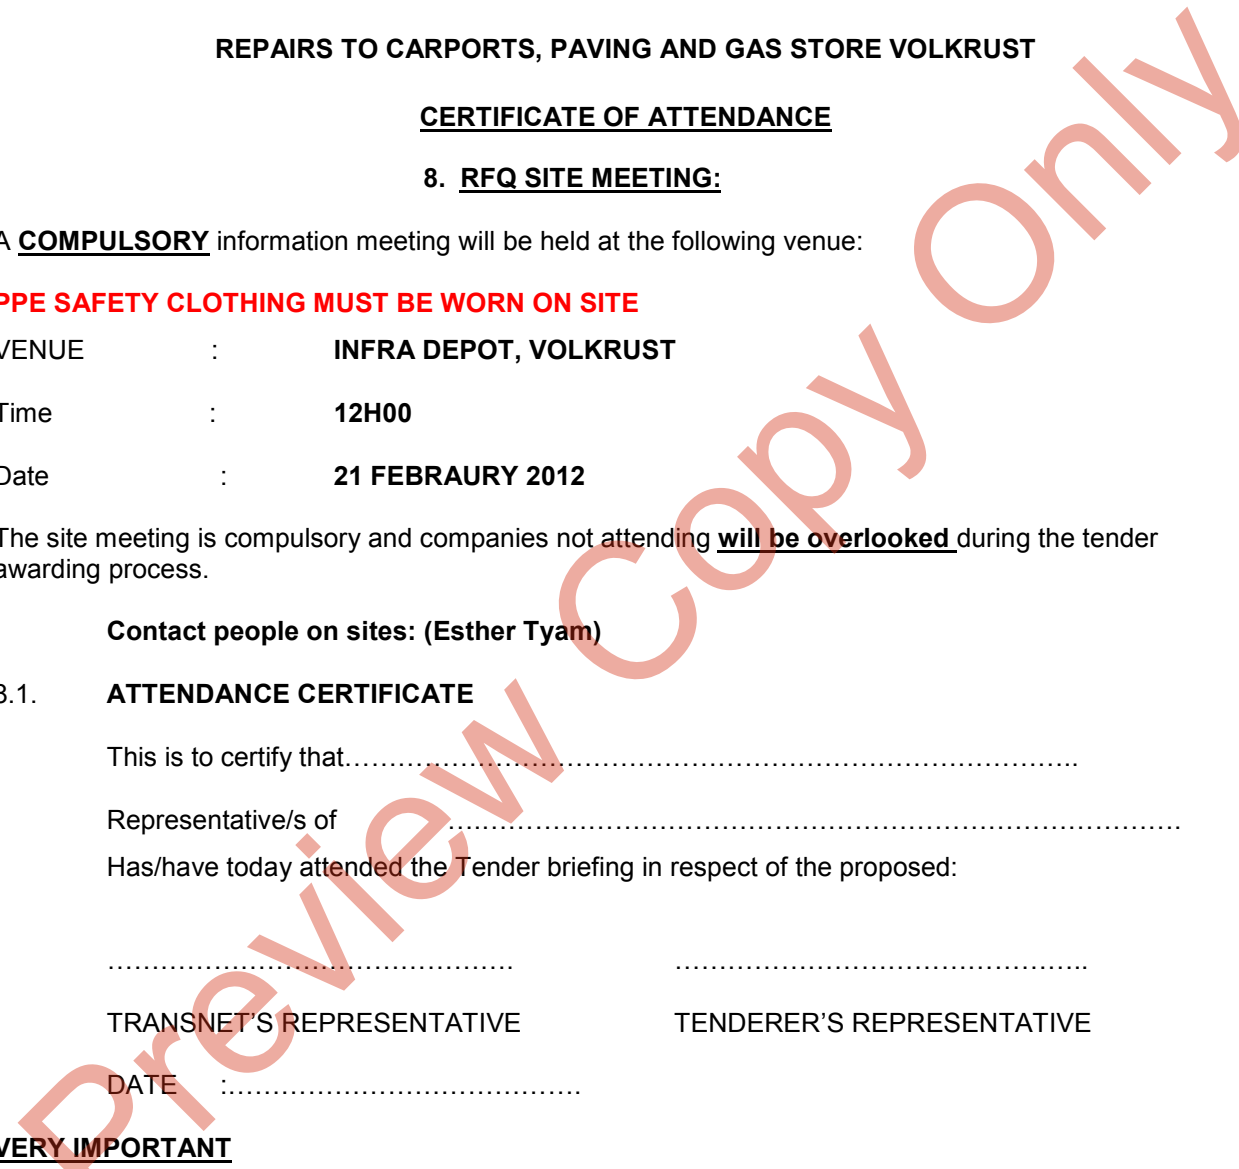 REPAIRS TO CARPORTS, PAVING AND GAS STORE VOLKRUST
CERTIFICATE OF ATTENDANCE
8. RFQ SITE MEETING:
A COMPULSORY information meeting will be held at the following venue:
PPE SAFETY CLOTHING MUST BE WORN ON SITE
VENUE : INFRA DEPOT, VOLKRUST
Time : 12H00
Date : 21 FEBRAURY 2012
The site meeting is compulsory and companies not attending will be overlooked during the tender
awarding process.
Contact people on sites: (Esther Tyam)
8.1. ATTENDANCE CERTIFICATE
This is to certify that……………………………………………………………………….
Representative/s of ……………………………………………………………………….
Has/have today attended the Tender briefing in respect of the proposed:
………………………………………. ………………………………………..
TRANSNET'S REPRESENTATIVE TENDERER'S REPRESENTATIVE
DATE :………………………………….
VERY IMPORTANT
Preview Copy Only